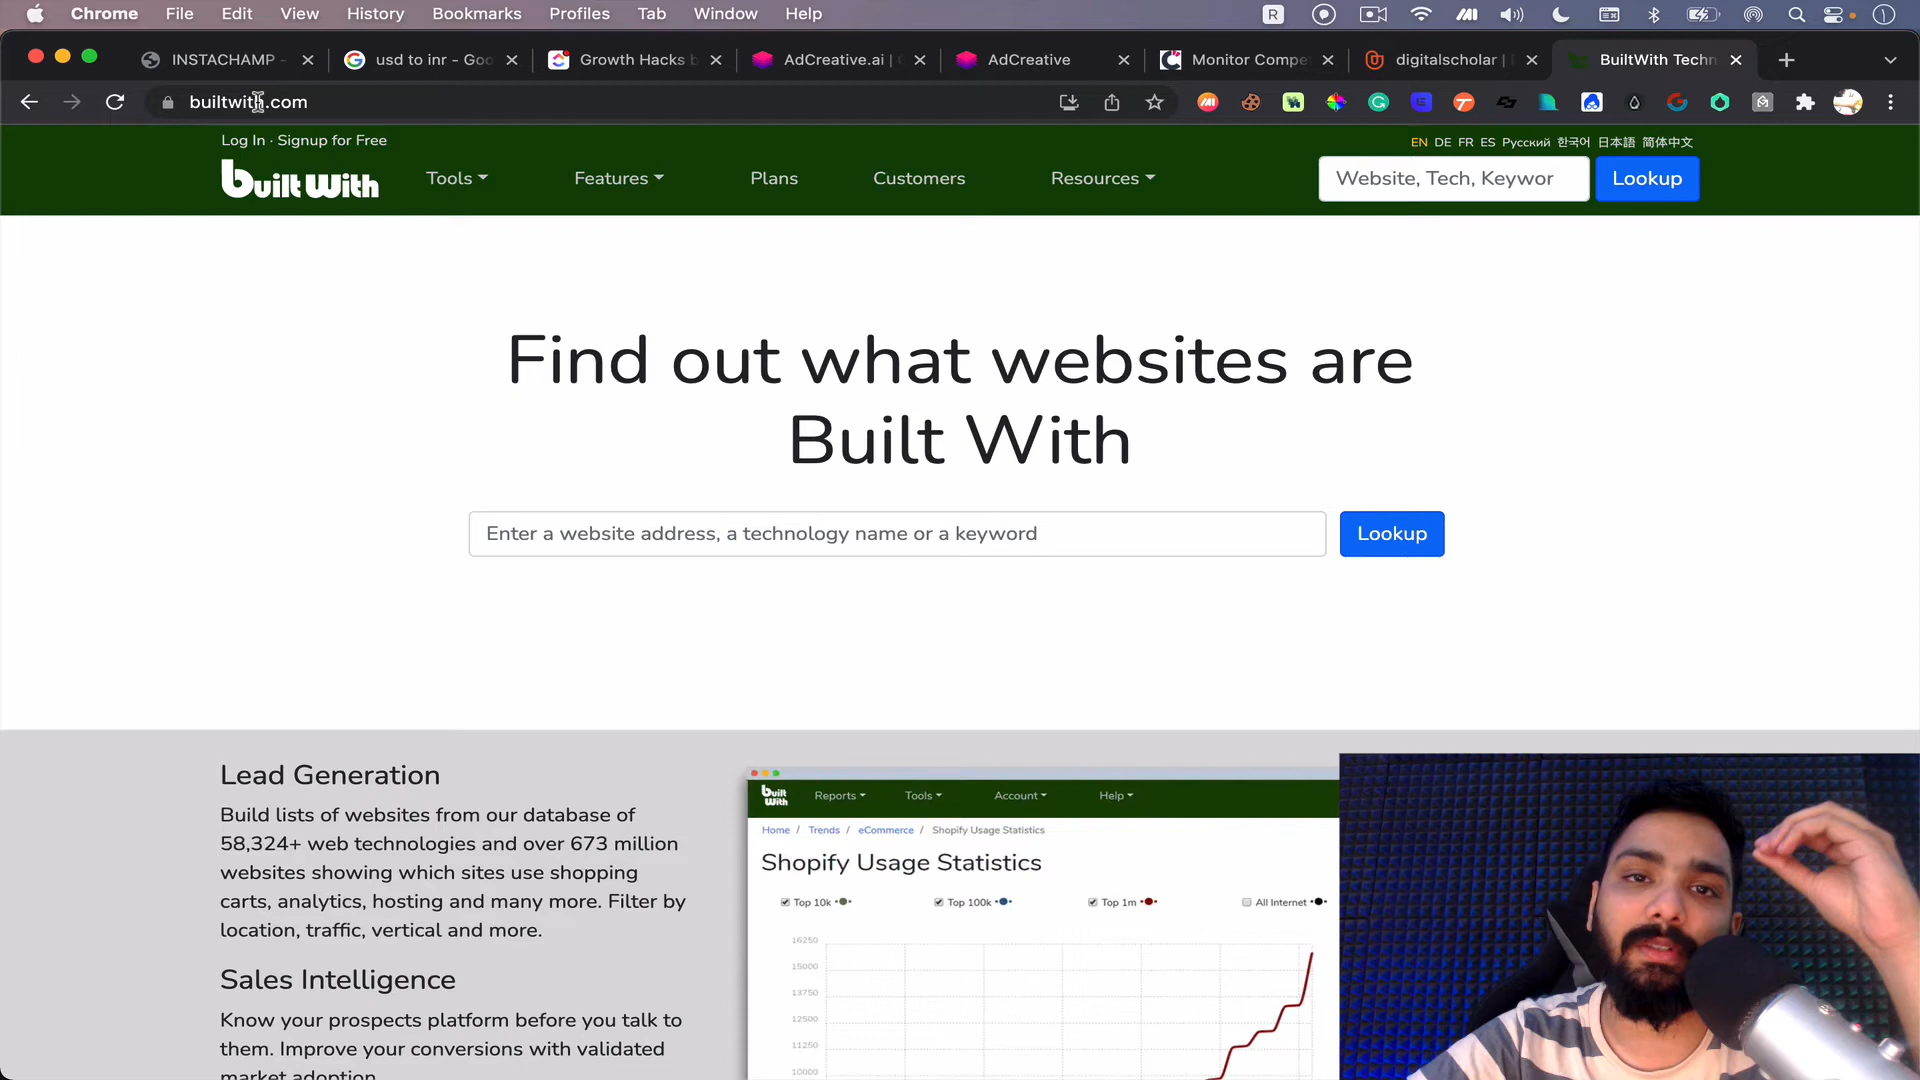 Chrome File Edit View History Bookmarks Profiles Tab Window Help
INSTACHAMP - usd to inr - Goo Growth Hacks b AdCreative.ai | AdCreative Monitor Compe digitalscholar | BuiltWith Techn
builtwith.com
Log In · Signup for Free
EN DE FR ES Русский 한국어 日本語 简体中文
built With Tools Features Plans Customers Resources Website, Tech, Keywor Lookup
Find out what websites are
Built With
Enter a website address, a technology name or a keyword Lookup
Lead Generation
Build lists of websites from our database of
58,324+ web technologies and over 673 million
websites showing which sites use shopping
carts, analytics, hosting and many more. Filter by
location, traffic, vertical and more.
Sales Intelligence
Know your prospects platform before you talk to
them. Improve your conversions with validated
market adoption.
built With Reports Tools Account Help
Home / Trends / eCommerce / Shopify Usage Statistics
Shopify Usage Statistics
Top 10k Top 100k Top 1m All Internet
16250
15000
13750
12500
11250
10000